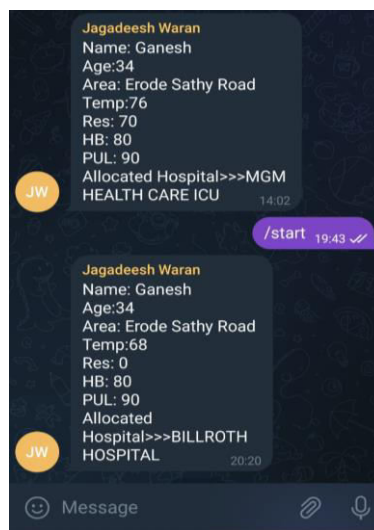 Jagadeesh Waran
Name: Ganesh
Age:34
Area: Erode Sathy Road
Temp:76
Res: 70
HB: 80
PUL: 90
Allocated Hospital>>>MGM
HEALTH CARE ICU
14:02
JW
/start 19:43
Jagadeesh Waran
Name: Ganesh
Age:34
Area: Erode Sathy Road
Temp:68
Res: 0
HB: 80
PUL: 90
Allocated
Hospital>>>BILLROTH
HOSPITAL
20:20
JW
Message